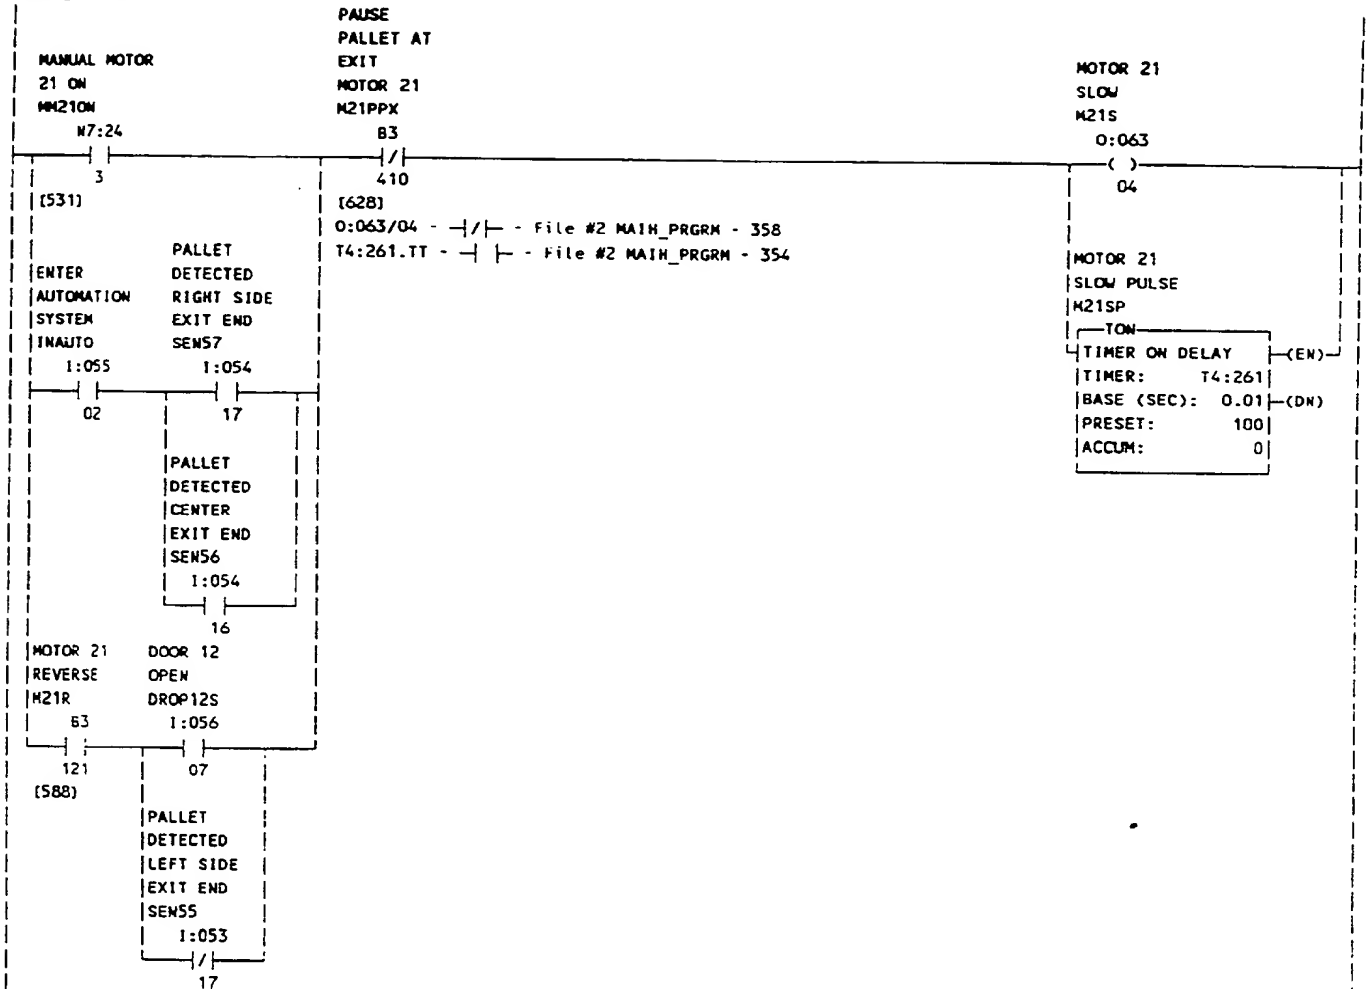 PAUSE
PALLET AT
EXIT
MOTOR 21
M21PPX
B3
410
[628]
MANUAL MOTOR
21 ON
MM21ON
N7:24
3
[531]
O:063/04 - -|/|- - File #2 MAIN_PRGRM - 358
T4:261.TT - -| |- - File #2 MAIN_PRGRM - 354
MOTOR 21
SLOW
M21S
O:063
( )
04
ENTER
AUTOMATION
SYSTEM
INAUTO
I:055
02
PALLET
DETECTED
RIGHT SIDE
EXIT END
SEN57
I:054
17
MOTOR 21
SLOW PULSE
M21SP
TON
TIMER ON DELAY (EN)
TIMER: T4:261
BASE (SEC): 0.01 (DN)
PRESET: 100
ACCUM: 0
PALLET
DETECTED
CENTER
EXIT END
SEN56
I:054
16
MOTOR 21
REVERSE
M21R
B3
121
[588]
DOOR 12
OPEN
DROP12S
I:056
07
PALLET
DETECTED
LEFT SIDE
EXIT END
SEN55
I:053
17